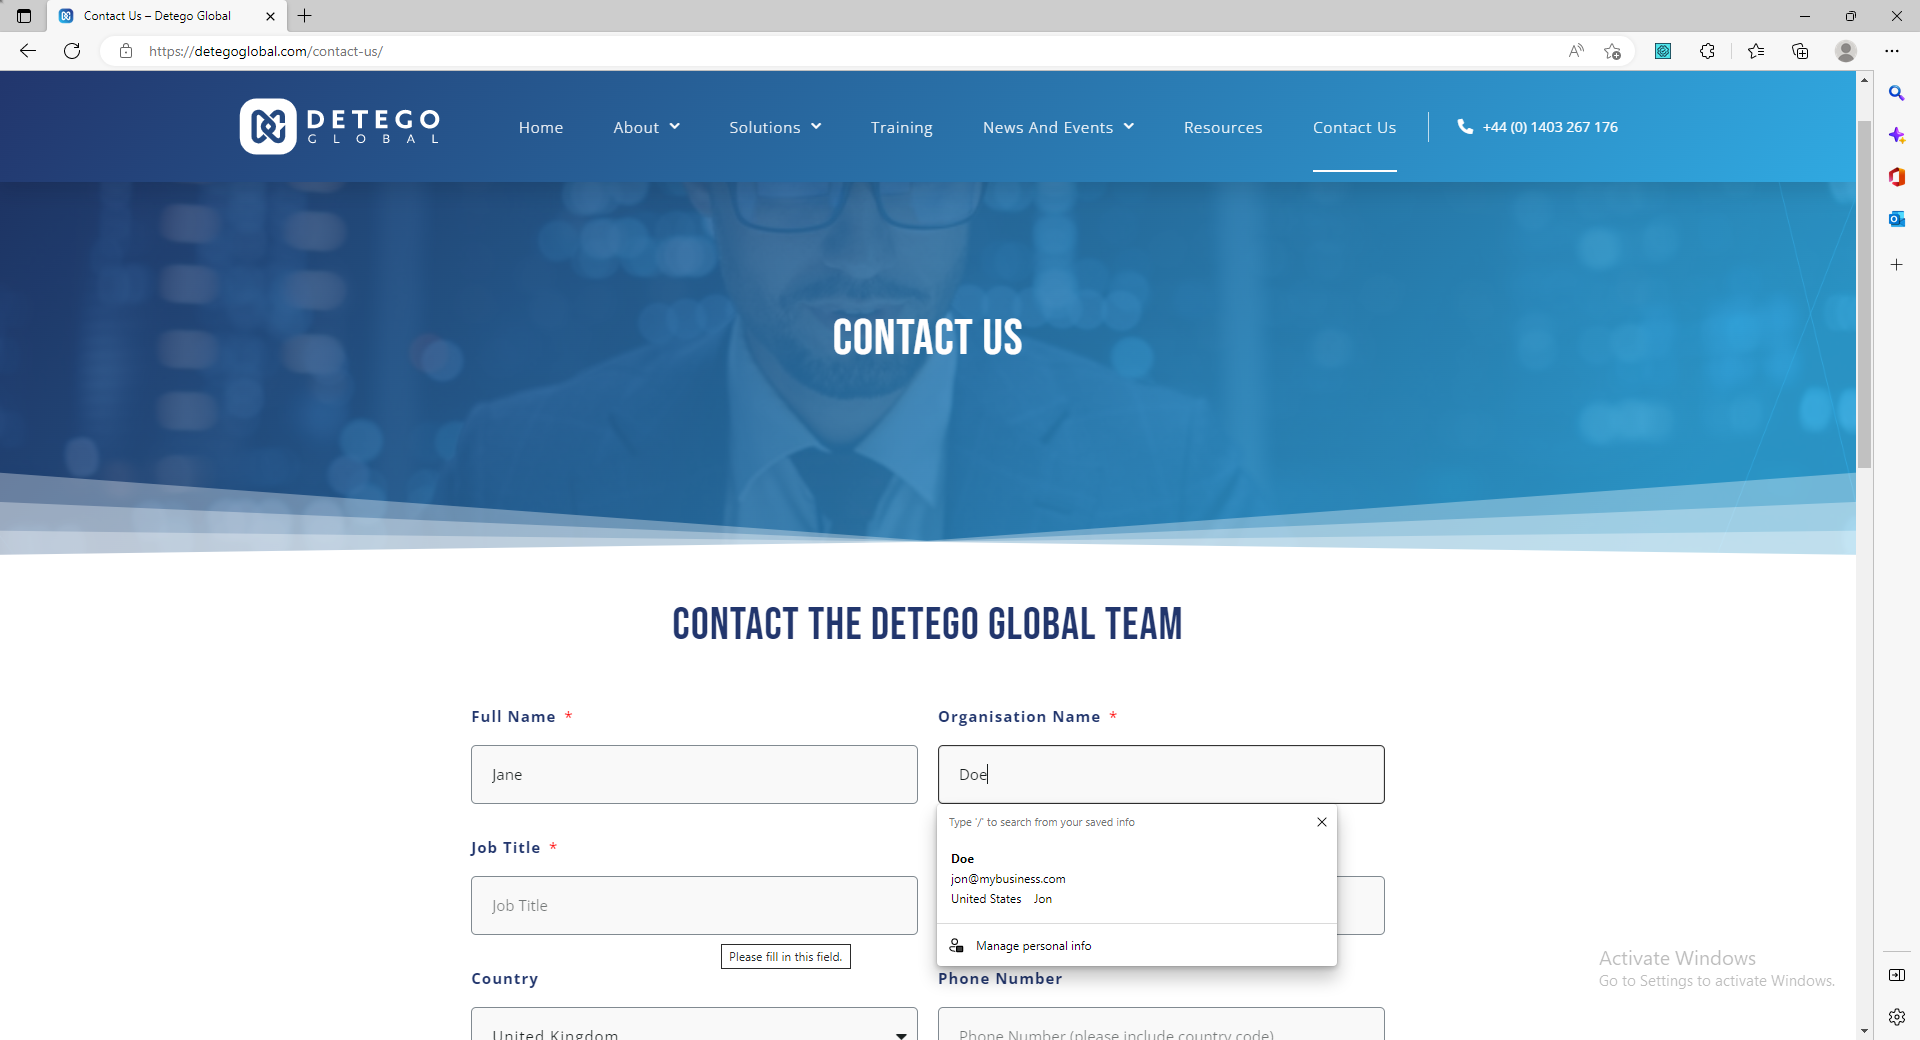 Contact Us – Detego Global
https://detegoglobal.com/contact-us/
DETEGO
GLOBAL
Home
About
Solutions
Training
News And Events
Resources
Contact Us
+44 (0) 1403 267 176
CONTACT US
CONTACT THE DETEGO GLOBAL TEAM
Full Name *
Organisation Name *
Jane
Doe
Type '/' to search from your saved info
Doe
jon@mybusiness.com
United States Jon
Manage personal info
Job Title *
Job Title
Please fill in this field.
Country
Phone Number
United Kingdom
Phone Number (please include country code)
Activate Windows
Go to Settings to activate Windows.